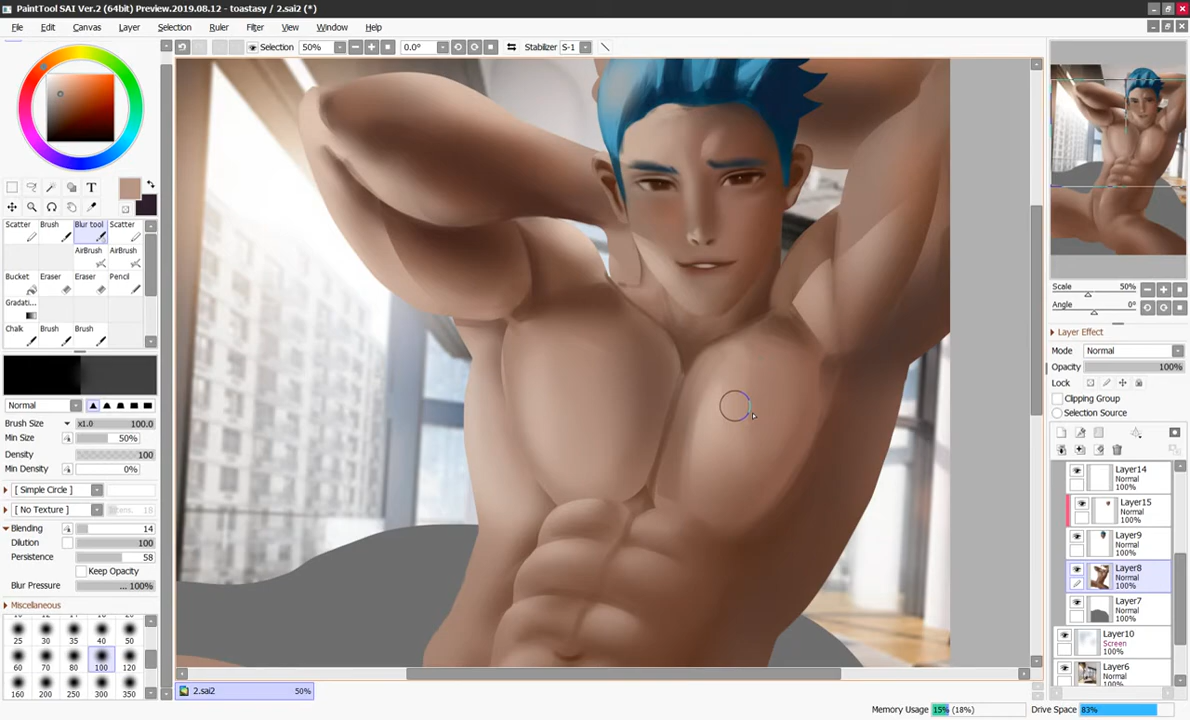 PaintTool SAI Ver.2 (64bit) Preview.2019.08.12 - toastasy / 2.sai2 (*)
File Edit Canvas Layer Selection Ruler Filter View Window Help
Selection 50% 0.0° Stabilizer S-1
T
Scatter Brush Blur tool Scatter
AirBrush AirBrush
Bucket Eraser Eraser Pencil
Gradati...
Chalk Brush Brush
Normal
Brush Size x1.0 100.0
Min Size 50%
Density 100
Min Density 0%
[ Simple Circle ]
[ No Texture ] 18
Blending 14
Dilution 100
Persistence 58
Keep Opacity
Blur Pressure ... 100%
Miscellaneous
25 30 35 40 50
60 70 80 100 120
160 200 250 300 350
2.sai2 50%
Scale 50%
Angle 0°
Layer Effect
Mode Normal
Opacity 100%
Lock
Clipping Group
Selection Source
Layer14
Normal
100%
Layer15
Normal
100%
Layer9
Normal
100%
Layer8
Normal
100%
Layer7
Normal
100%
Layer10
Screen
100%
Layer6
Normal
Memory Usage 15% (18%) Drive Space 83%